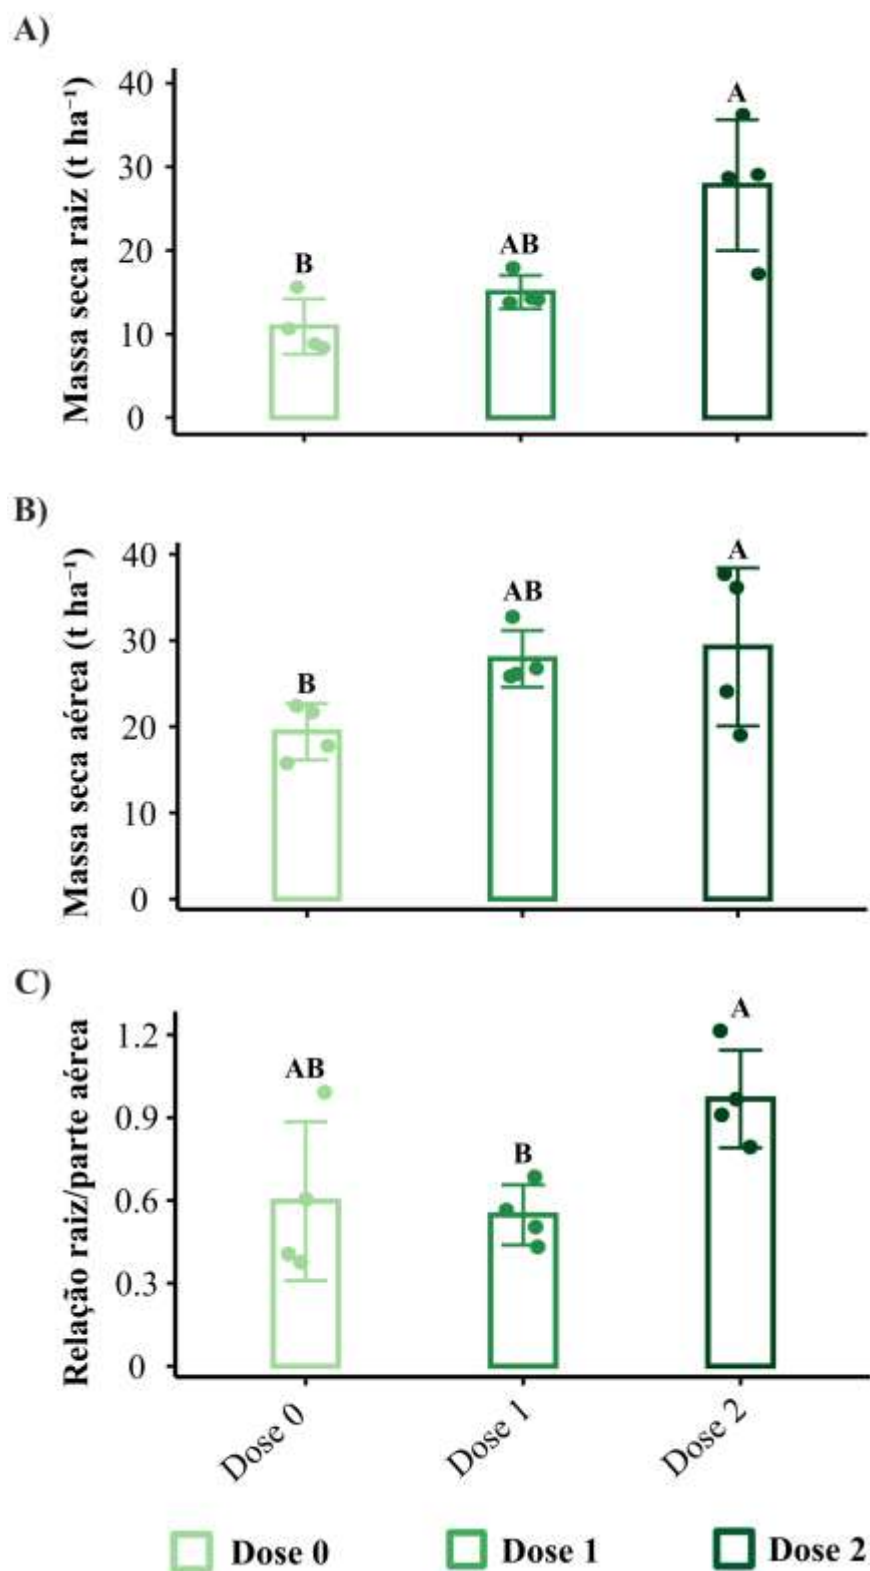 A)
Massa seca raiz (t ha⁻¹)
40
30
20
10
0
B
AB
A
B)
Massa seca aérea (t ha⁻¹)
40
30
20
10
0
B
AB
A
C)
Relação raiz/parte aérea
1.2
0.9
0.6
0.3
0
AB
B
A
Dose 0
Dose 1
Dose 2
Dose 0
Dose 1
Dose 2